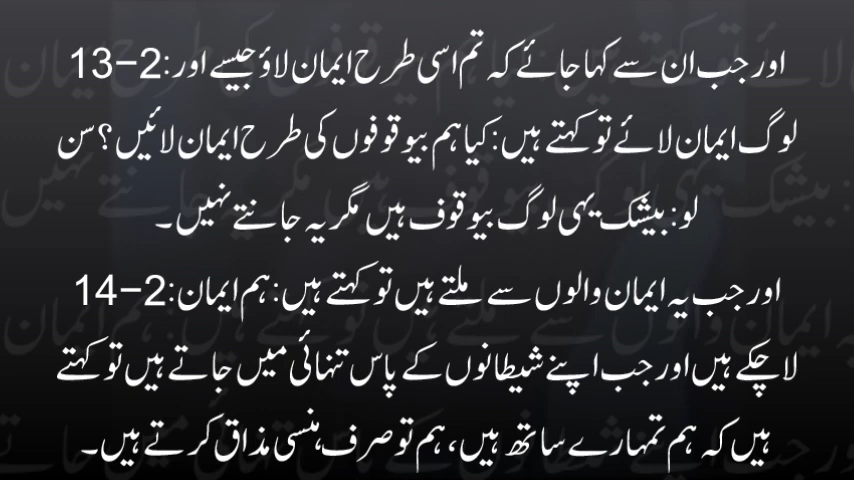 اور جب ان سے کہا جائے کہ تم اسی طرح ایمان لاؤ جیسے اور:2-13
لوگ ایمان لائے تو کہتے ہیں: کیا ہم بیوقوفوں کی طرح ایمان لائیں؟ سن
لو: بیشک یہی لوگ بیوقوف ہیں مگر یہ جانتے نہیں۔
اور جب یہ ایمان والوں سے ملتے ہیں تو کہتے ہیں: ہم ایمان:2-14
لا چکے ہیں اور جب اپنے شیطانوں کے پاس تنہائی میں جاتے ہیں تو کہتے
ہیں کہ ہم تمہارے ساتھ ہیں، ہم تو صرف ہنسی مذاق کرتے ہیں۔